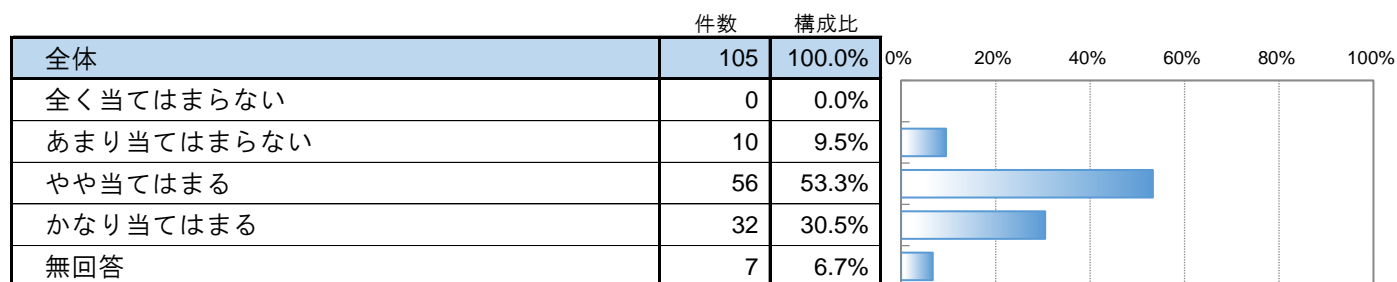 件数 構成比
全体 105 100.0% 0% 20% 40% 60% 80% 100%
全く当てはまらない 0 0.0%
あまり当てはまらない 10 9.5%
やや当てはまる 56 53.3%
かなり当てはまる 32 30.5%
無回答 7 6.7%